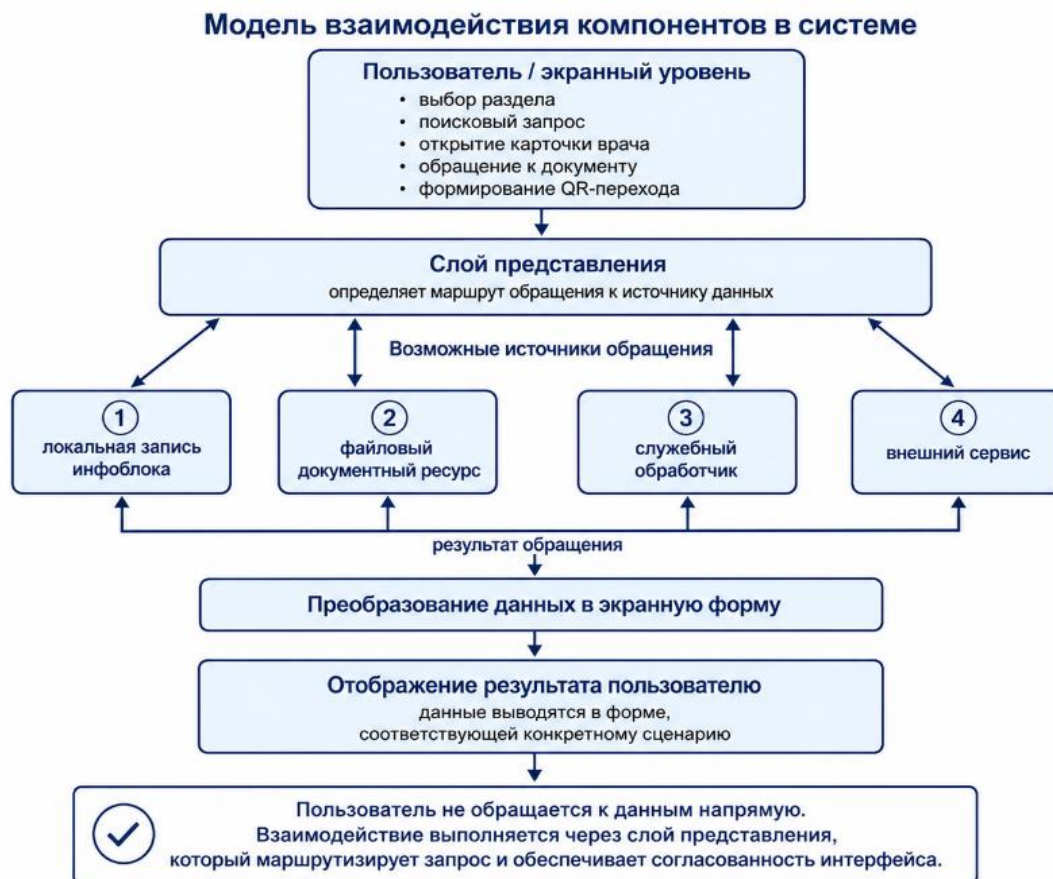 Модель взаимодействия компонентов в системе
Пользователь / экранный уровень
• выбор раздела
• поисковый запрос
• открытие карточки врача
• обращение к документу
• формирование QR-перехода
Слой представления
определяет маршрут обращения к источнику данных
Возможные источники обращения
1
локальная запись
инфоблока
2
файловый
документный ресурс
3
служебный
обработчик
4
внешний сервис
результат обращения
Преобразование данных в экранную форму
Отображение результата пользователю
данные выводятся в форме,
соответствующей конкретному сценарию
Пользователь не обращается к данным напрямую.
Взаимодействие выполняется через слой представления,
который маршрутизирует запрос и обеспечивает согласованность интерфейса.